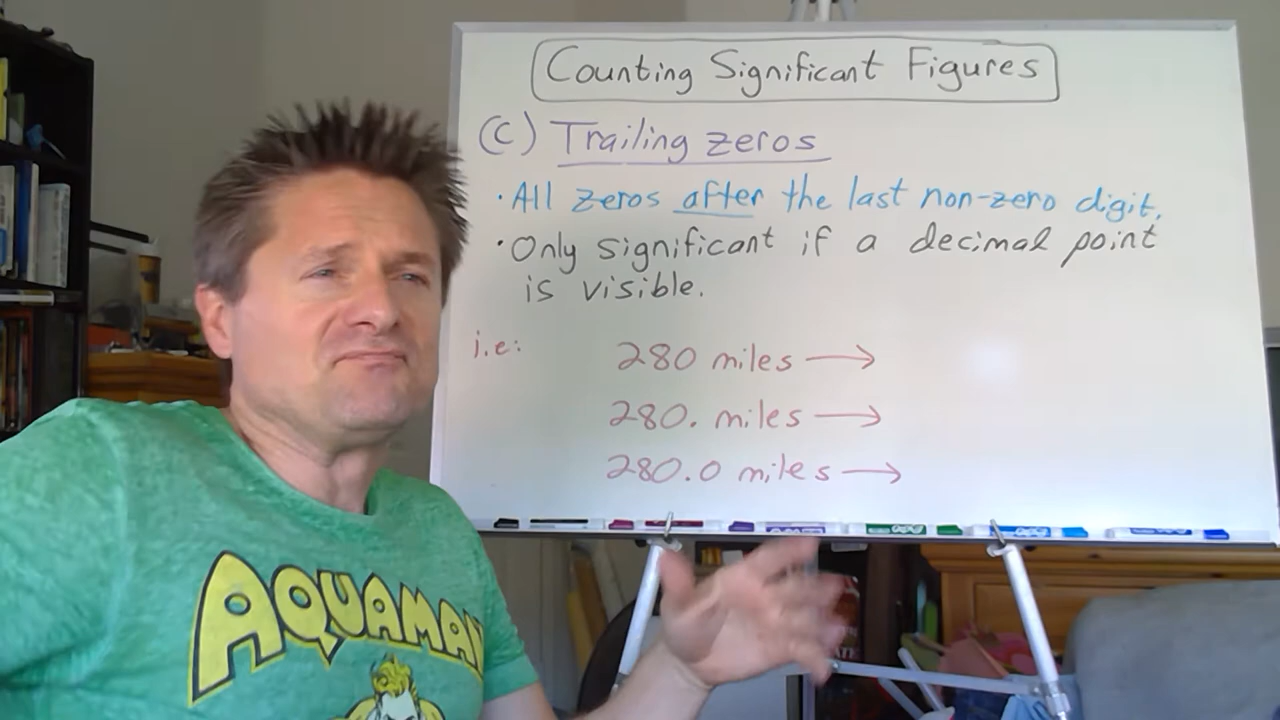 Counting Significant Figures
(C) Trailing zeros
· All zeros after the last non-zero digit.
· Only significant if a decimal point
is visible.
i.e: 280 miles →
280. miles →
280.0 miles →
AQUAMAN